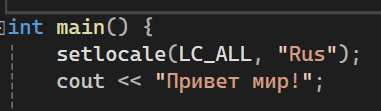 int main() {
setlocale(LC_ALL, "Rus");
cout << "Привет мир!";